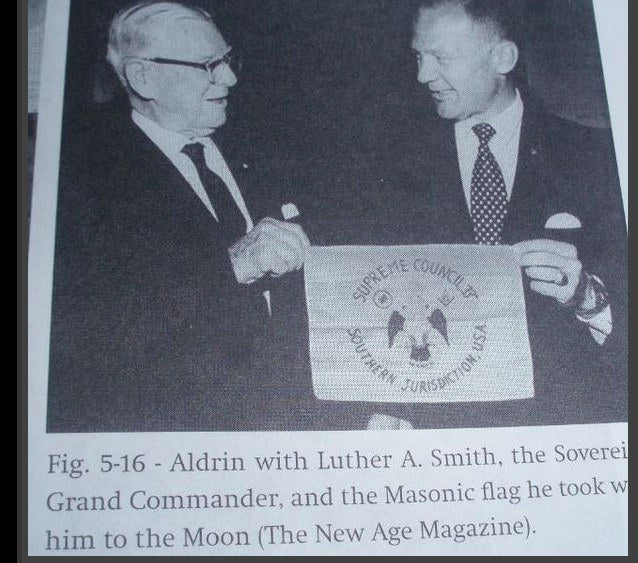 SUPREME COUNCIL, 33°
SOUTHERN JURISDICTION, USA
Fig. 5-16 - Aldrin with Luther A. Smith, the Soverei
Grand Commander, and the Masonic flag he took w
him to the Moon (The New Age Magazine).